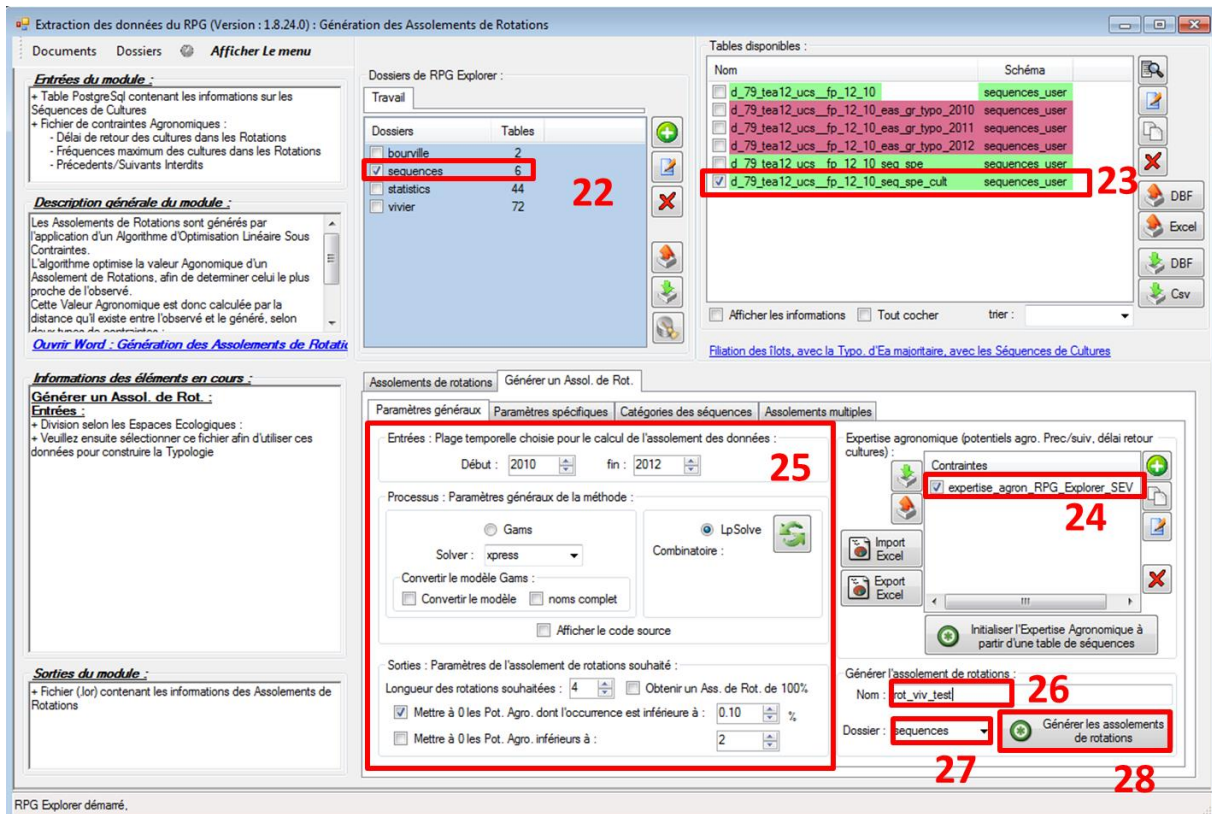 Extraction des données du RPG (Version : 1.8.24.0) : Génération des Assolements de Rotations
Documents Dossiers Afficher Le menu
Entrées du module :
+ Table PostgreSql contenant les informations sur les
Séquences de Cultures
+ Fichier de contraintes Agronomiques :
- Délai de retour des cultures dans les Rotations
- Fréquences maximum des cultures dans les Rotations
- Précedents/Suivants Interdits
Description générale du module :
Les Assolements de Rotations sont générés par
l'application d'un Algorithme d'Optimisation Linéaire Sous
Contraintes.
L'algorithme optimise la valeur Agonomique d'un
Assolement de Rotations, afin de determiner celui le plus
proche de l'observé.
Cette Valeur Agronomique est donc calculée par la
distance qu'il existe entre l'observé et le généré, selon
deux types de contraintes :
Ouvrir Word : Génération des Assolements de Rotatio
Informations des éléments en cours :
Générer un Assol. de Rot. :
Entrées :
+ Division selon les Espaces Ecologiques :
+ Veuillez ensuite sélectionner ce fichier afin d'utiliser ces
données pour construire la Typologie
Sorties du module :
+ Fichier (.lor) contenant les informations des Assolements de
Rotations
Dossiers de RPG Explorer :
Travail
Dossiers Tables
bourville 2
sequences 6
statistics 44
vivier 72
22
Tables disponibles :
Nom Schéma
d_79_tea12_ucs__fp_12_10 sequences_user
d_79_tea12_ucs__fp_12_10_eas_gr_typo_2010 sequences_user
d_79_tea12_ucs__fp_12_10_eas_gr_typo_2011 sequences_user
d_79_tea12_ucs__fp_12_10_eas_gr_typo_2012 sequences_user
d_79_tea12_ucs__fp_12_10_seq_spe sequences_user
d_79_tea12_ucs__fp_12_10_seq_spe_cult sequences_user
23
DBF
Excel
DBF
Csv
Afficher les informations Tout cocher trier :
Filiation des îlots, avec la Typo. d'Ea majoritaire, avec les Séquences de Cultures
Assolements de rotations Générer un Assol. de Rot.
Paramètres généraux Paramètres spécifiques Catégories des séquences Assolements multiples
Entrées : Plage temporelle choisie pour le calcul de l'assolement des données :
Début : 2010 fin : 2012
25
Processus : Paramètres généraux de la méthode :
Gams
Solver : xpress
Convertir le modèle Gams :
Convertir le modèle noms complet
LpSolve
Combinatoire :
Afficher le code source
Sorties : Paramètres de l'assolement de rotations souhaité :
Longueur des rotations souhaitées : 4 Obtenir un Ass. de Rot. de 100%
Mettre à 0 les Pot. Agro. dont l'occurrence est inférieure à : 0.10 %
Mettre à 0 les Pot. Agro. inférieurs à : 2
Expertise agronomique (potentiels agro. Prec/suiv, délai retour
cultures) :
Contraintes
expertise_agron_RPG_Explorer_SEV
24
Import
Excel
Export
Excel
Initialiser l'Expertise Agronomique à
partir d'une table de séquences
Générer l'assolement de rotations :
Nom : rot_viv_test
26
Dossier : sequences
Générer les assolements
de rotations
27
28
RPG Explorer démarré,